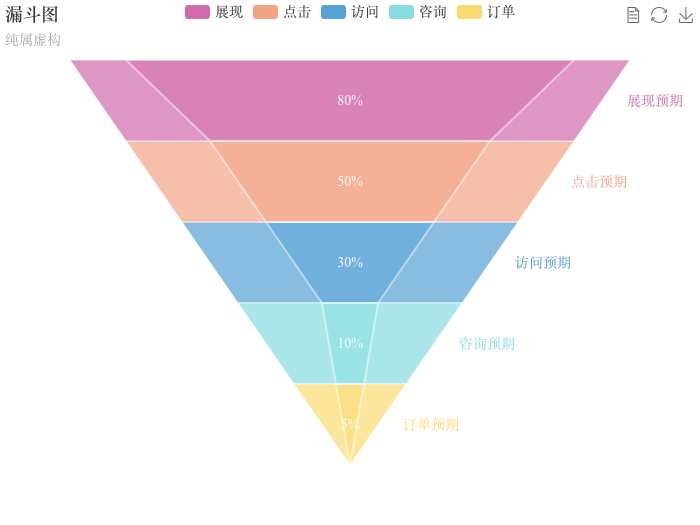 漏斗图
纯属虚构
展现 点击 访问 咨询 订单
80%
展现预期
50%
点击预期
30%
访问预期
10%
咨询预期
5%
订单预期